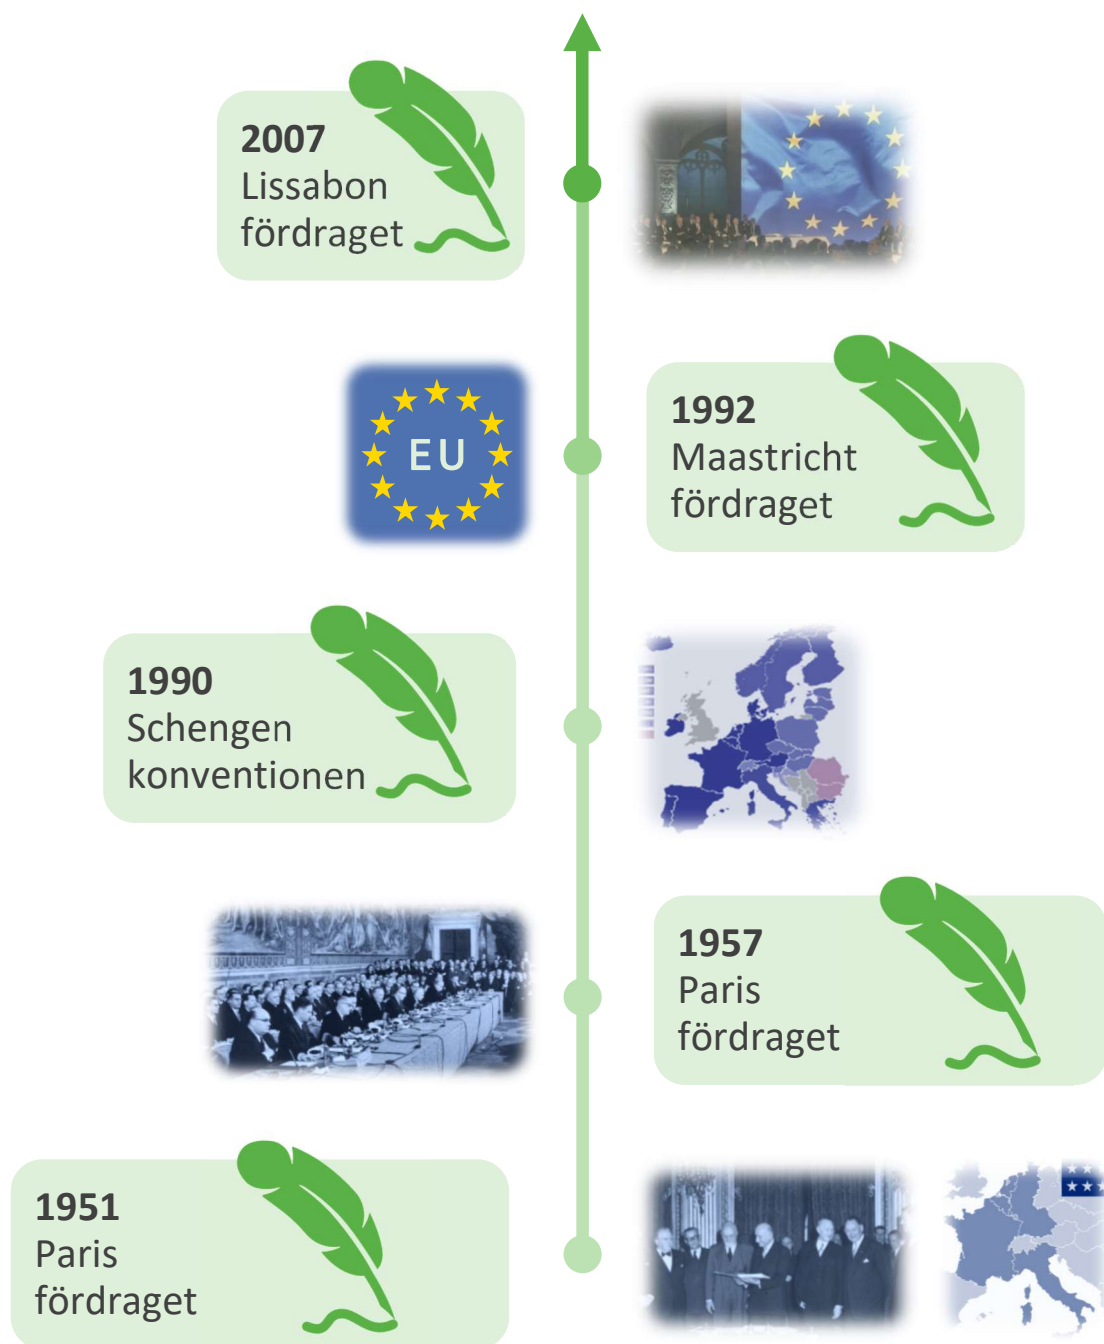 2007
Lissabon
fördraget
EU
1992
Maastricht
fördraget
1990
Schengen
konventionen
1957
Paris
fördraget
1951
Paris
fördraget